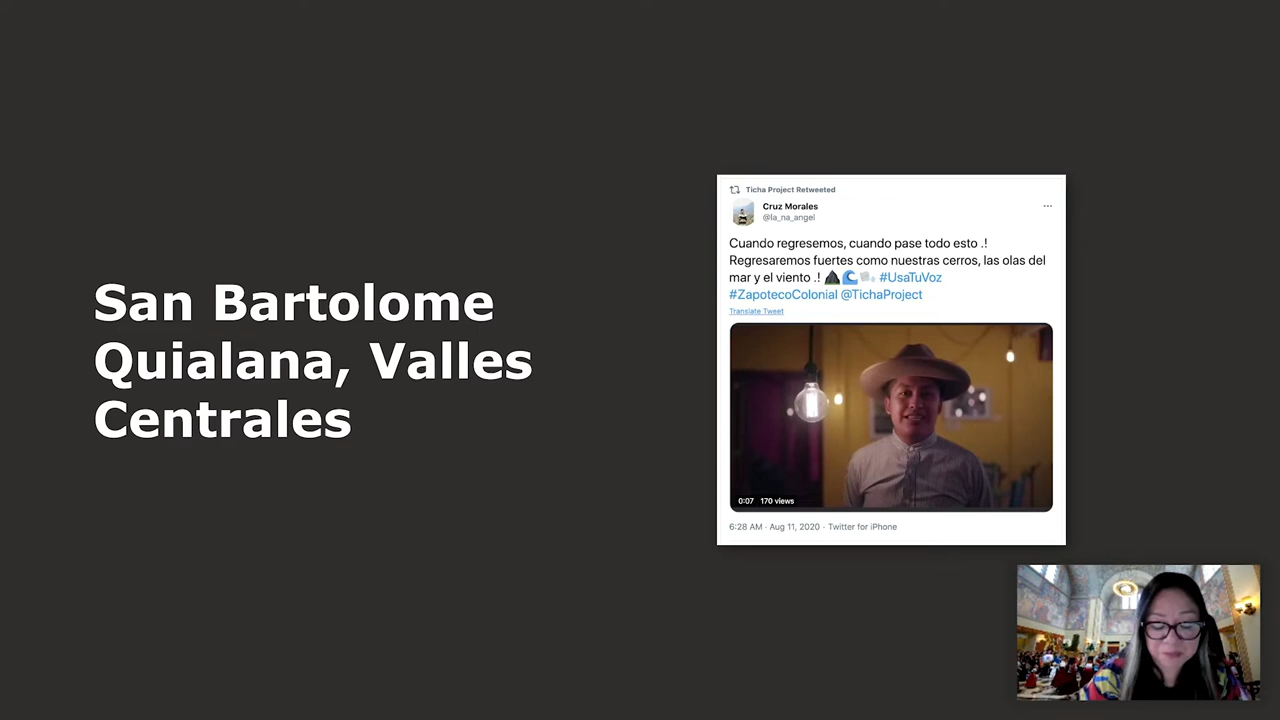 San Bartolome
Quialana, Valles
Centrales
Ticha Project Retweeted
Cruz Morales
@la_na_angel
Cuando regresemos, cuando pase todo esto .!
Regresaremos fuertes como nuestras cerros, las olas del
mar y el viento .! #UsaTuVoz
#ZapotecoColonial @TichaProject
Translate Tweet
0:07 170 views
6:28 AM · Aug 11, 2020 · Twitter for iPhone